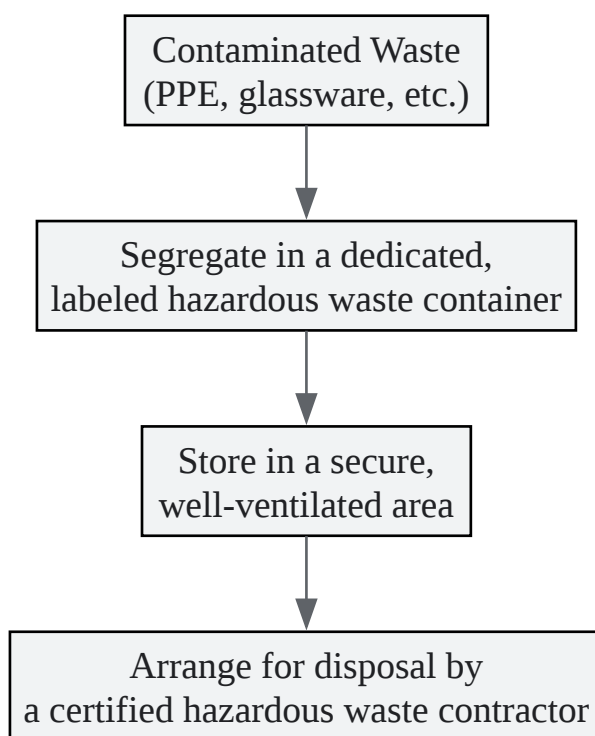 Contaminated Waste
(PPE, glassware, etc.)
Segregate in a dedicated,
labeled hazardous waste container
Store in a secure,
well-ventilated area
Arrange for disposal by
a certified hazardous waste contractor